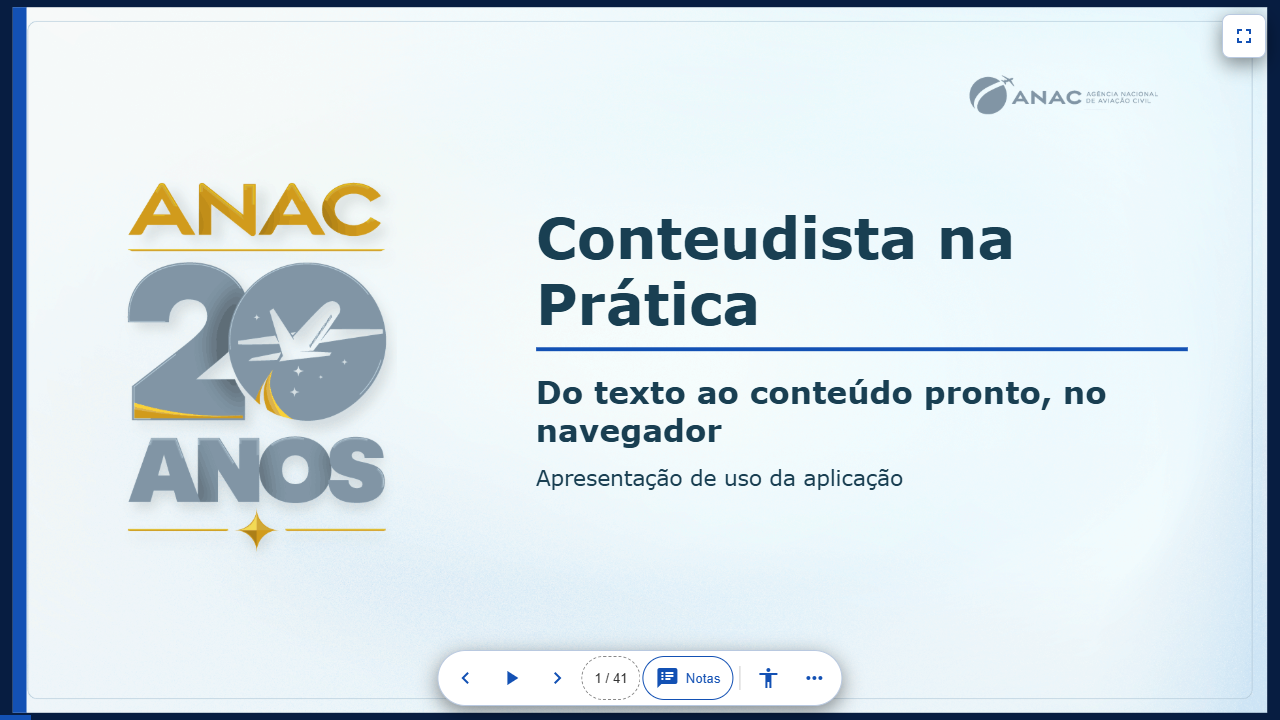 ANAC AGÊNCIA NACIONAL
DE AVIAÇÃO CIVIL
ANAC
20
ANOS
Conteudista na
Prática
Do texto ao conteúdo pronto, no
navegador
Apresentação de uso da aplicação
1 / 41
Notas